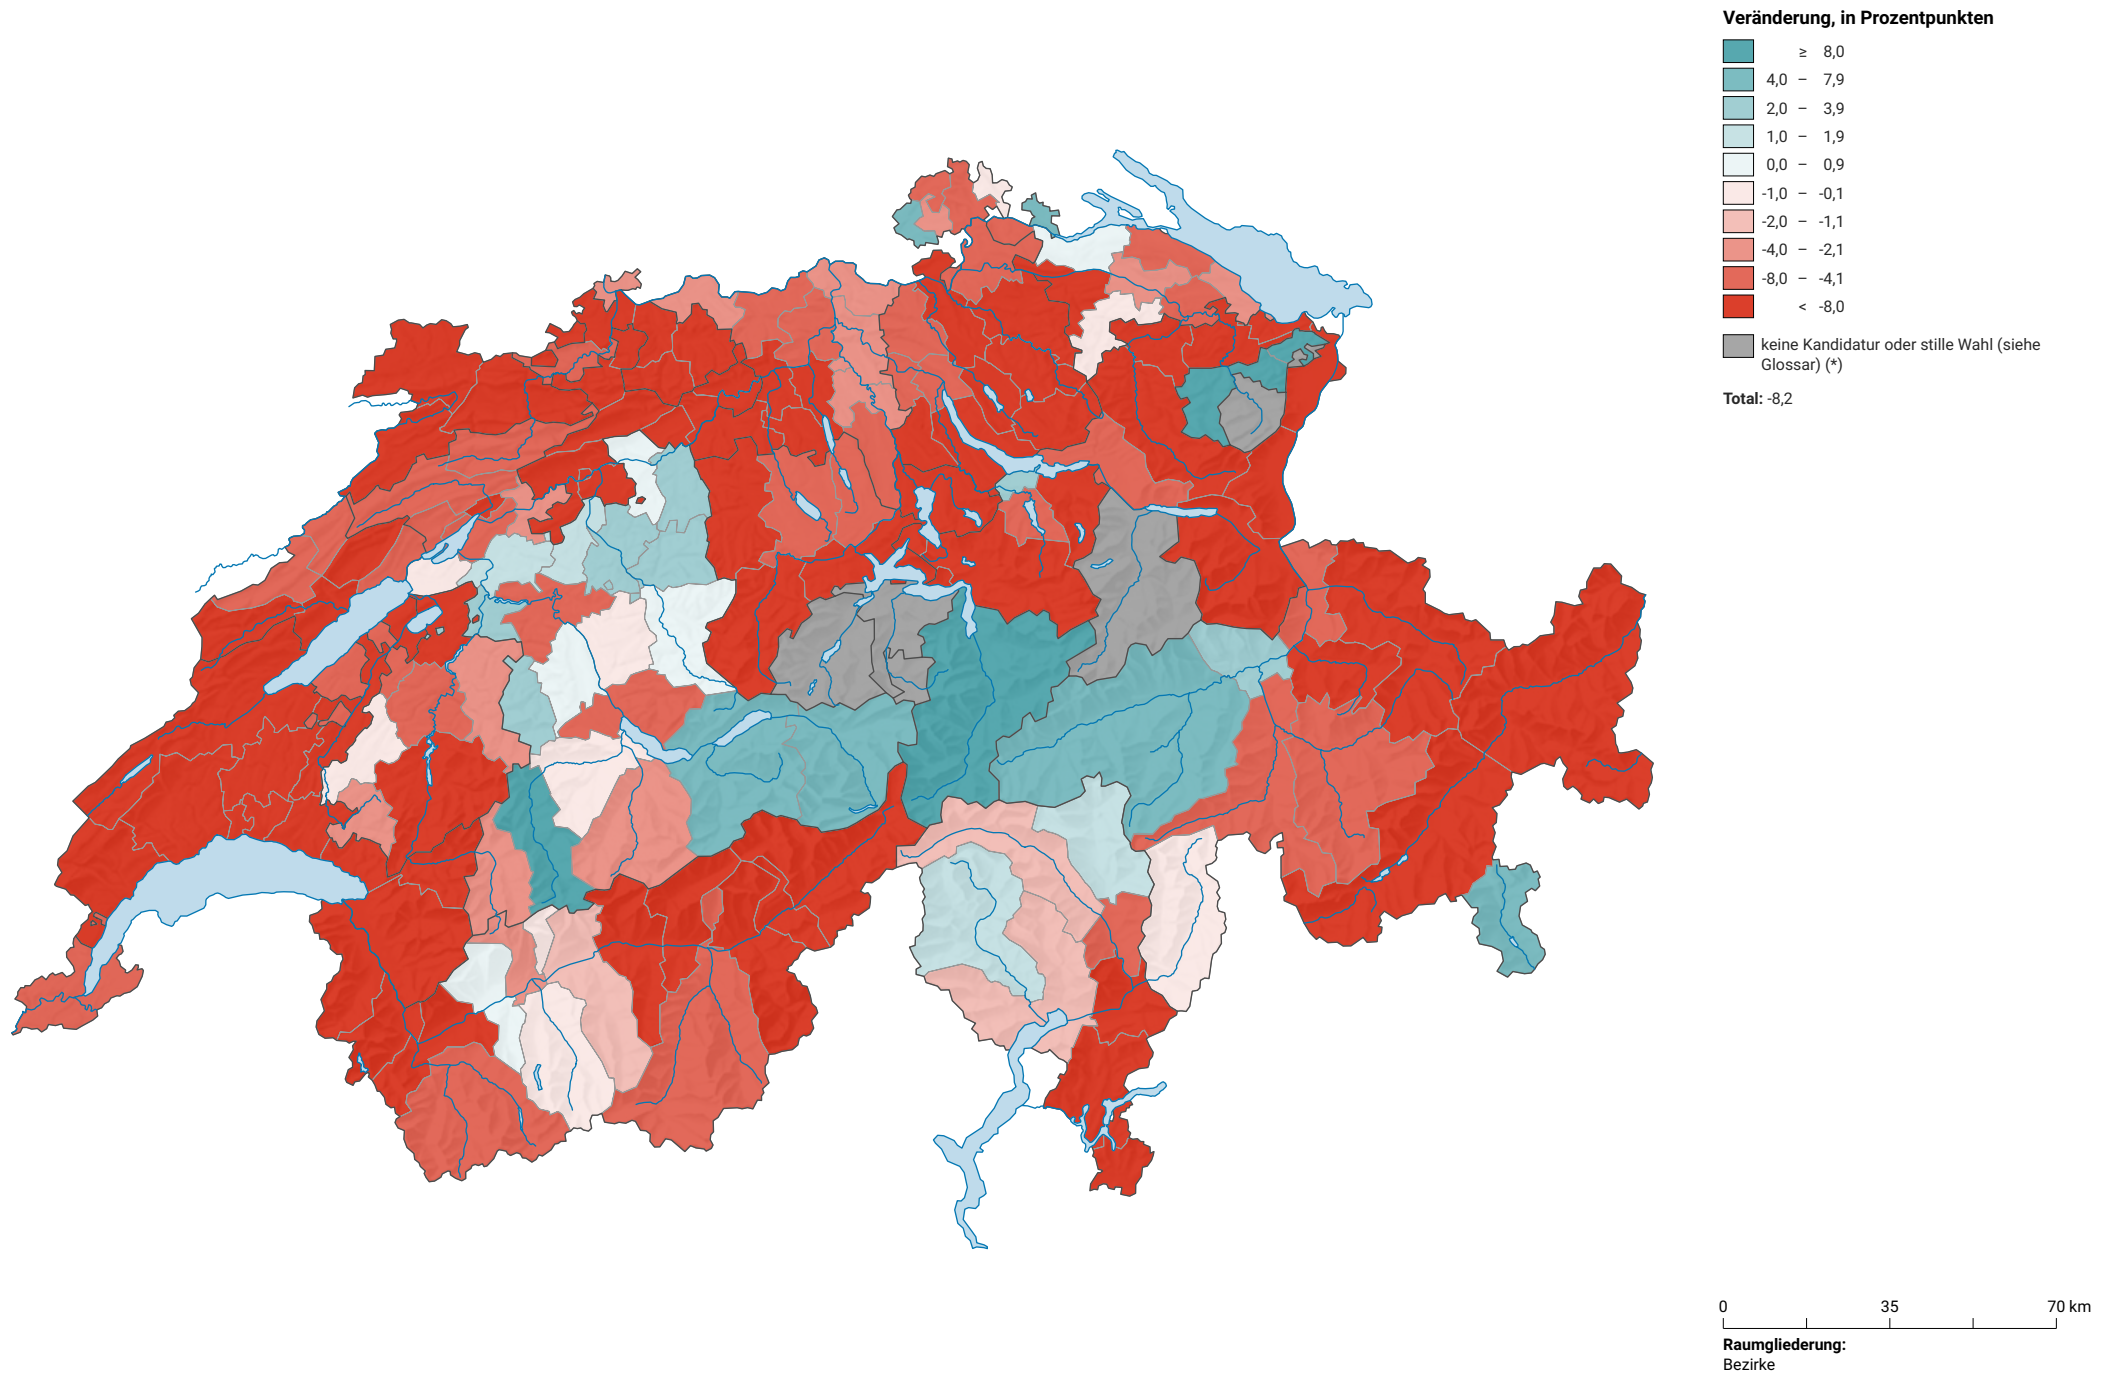 Veränderung, in Prozentpunkten
≥ 8,0
4,0 – 7,9
2,0 – 3,9
1,0 – 1,9
0,0 – 0,9
-1,0 – -0,1
-2,0 – -1,1
-4,0 – -2,1
-8,0 – -4,1
< -8,0
keine Kandidatur oder stille Wahl (siehe
Glossar) (*)
Total: -8,2
0 35 70 km
Raumgliederung:
Bezirke